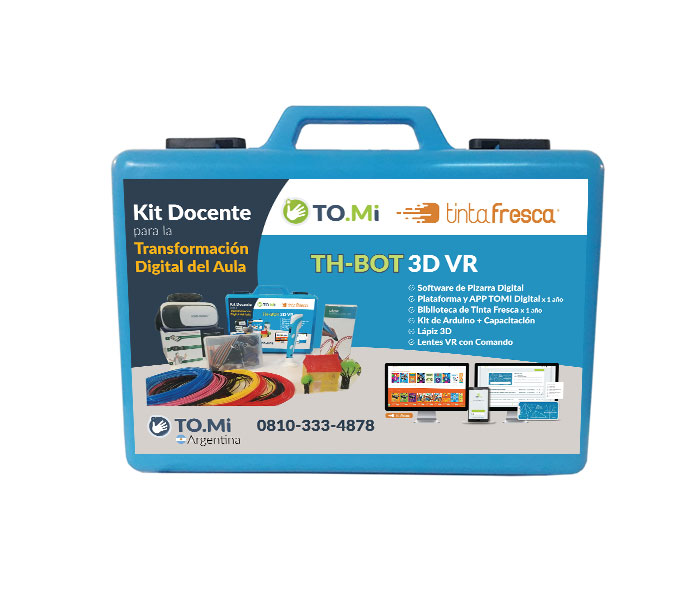 Kit Docente
para la
Transformación
Digital del Aula
TO.Mi
tinta fresca
TH-BOT 3D VR
Software de Pizarra Digital
Plataforma y APP TOMI Digital x 1 año
Biblioteca de Tinta Fresca x 1 año
Kit de Arduino + Capacitación
Lápiz 3D
Lentes VR con Comando
TO.Mi
Argentina
0810-333-4878